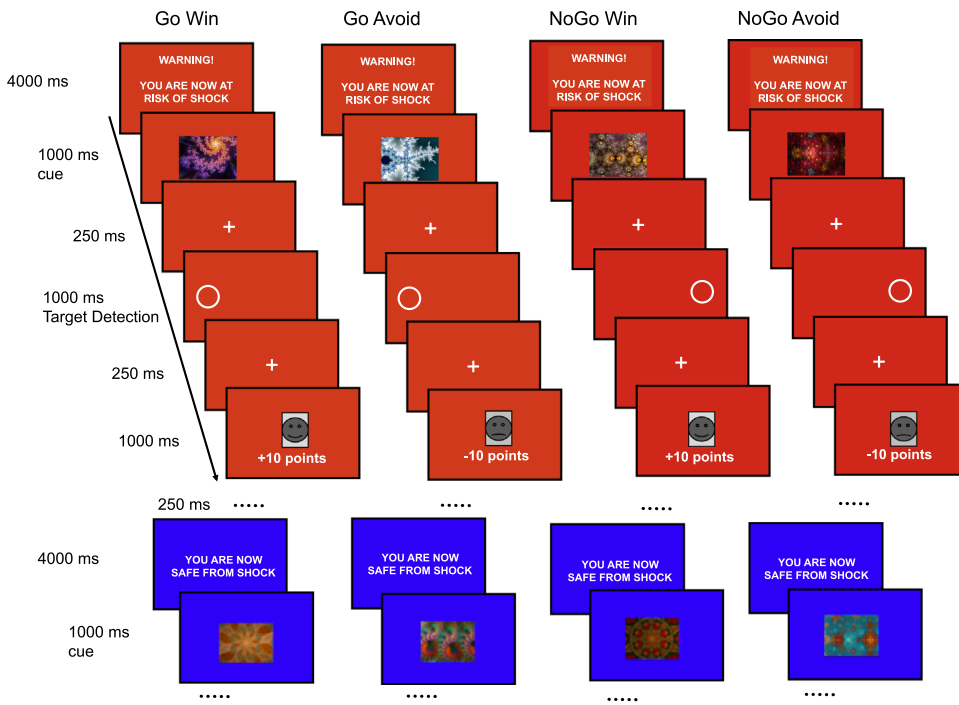 Go Win
Go Avoid
NoGo Win
NoGo Avoid
4000 ms
WARNING!
YOU ARE NOW AT
RISK OF SHOCK
WARNING!
YOU ARE NOW AT
RISK OF SHOCK
WARNING!
YOU ARE NOW AT
RISK OF SHOCK
WARNING!
YOU ARE NOW AT
RISK OF SHOCK
1000 ms
cue
250 ms
+
+
+
+
1000 ms
Target Detection
250 ms
+
+
+
+
1000 ms
+10 points
-10 points
+10 points
-10 points
250 ms
.....
.....
.....
.....
4000 ms
YOU ARE NOW
SAFE FROM SHOCK
YOU ARE NOW
SAFE FROM SHOCK
YOU ARE NOW
SAFE FROM SHOCK
YOU ARE NOW
SAFE FROM SHOCK
1000 ms
cue
.....
.....
.....
.....